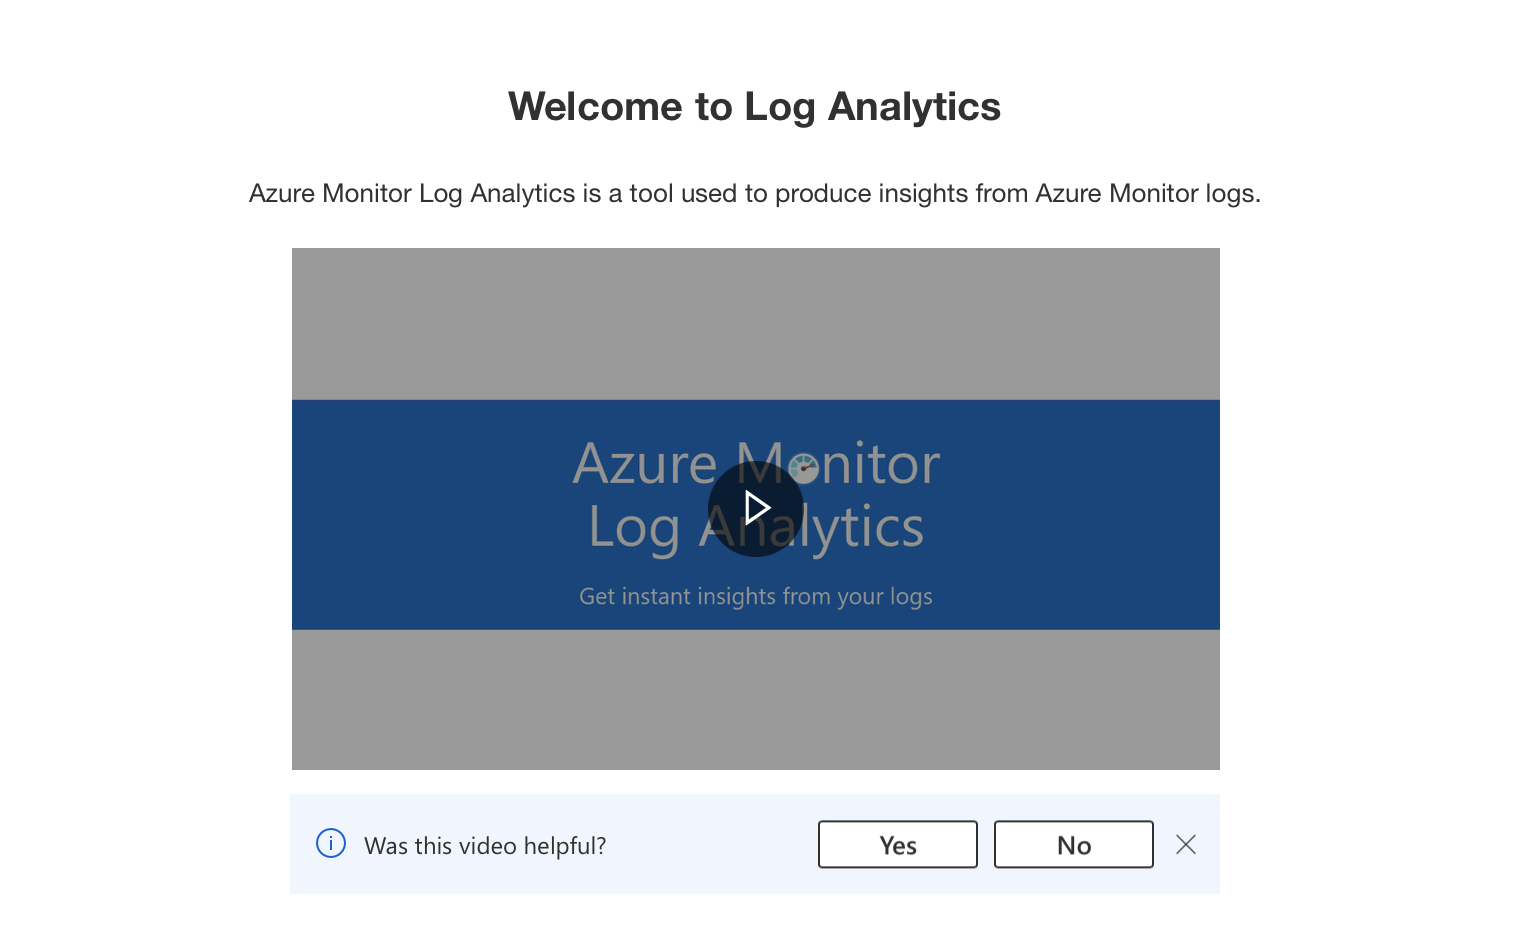 Welcome to Log Analytics
Azure Monitor Log Analytics is a tool used to produce insights from Azure Monitor logs.
Azure Monitor
Log Analytics
Get instant insights from your logs
Was this video helpful?
Yes
No